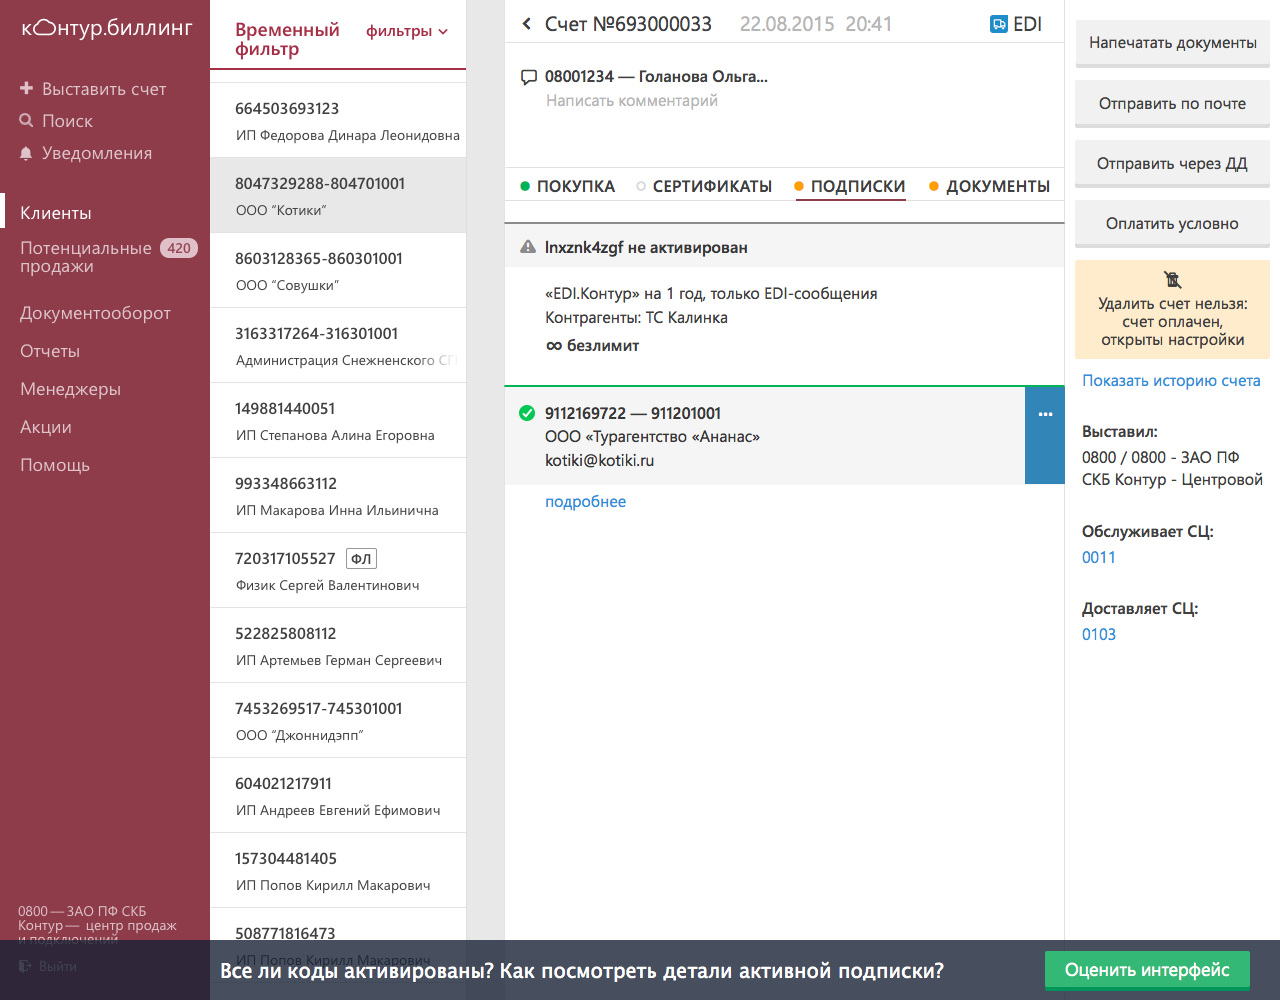 контур.биллинг
Выставить счет
Поиск
Уведомления
Клиенты
Потенциальные 420
продажи
Документооборот
Отчеты
Менеджеры
Акции
Помощь
0800 — ЗАО ПФ СКБ
Контур — центр продаж
и подключений
Выйти
Временный
фильтр
фильтры
664503693123
ИП Федорова Динара Леонидовна
8047329288-804701001
ООО “Котики”
8603128365-860301001
ООО “Совушки”
3163317264-316301001
Администрация Снежненского СГ
149881440051
ИП Степанова Алина Егоровна
993348663112
ИП Макарова Инна Ильинична
720317105527 ФЛ
Физик Сергей Валентинович
522825808112
ИП Артемьев Герман Сергеевич
7453269517-745301001
ООО “Джоннидэпп”
604021217911
ИП Андреев Евгений Ефимович
157304481405
ИП Попов Кирилл Макарович
508771816473
ИП Попов Кирилл Макарович
Счет №693000033 22.08.2015 20:41 EDI
08001234 — Голанова Ольга...
Написать комментарий
ПОКУПКА СЕРТИФИКАТЫ ПОДПИСКИ ДОКУМЕНТЫ
lnxznk4zgf не активирован
«EDI.Контур» на 1 год, только EDI-сообщения
Контрагенты: ТС Калинка
∞ безлимит
9112169722 — 911201001
ООО «Турагентство «Ананас»
kotiki@kotiki.ru
подробнее
Напечатать документы
Отправить по почте
Отправить через ДД
Оплатить условно
Удалить счет нельзя:
счет оплачен,
открыты настройки
Показать историю счета
Выставил:
0800 / 0800 - ЗАО ПФ
СКБ Контур - Центровой
Обслуживает СЦ:
0011
Доставляет СЦ:
0103
Все ли коды активированы? Как посмотреть детали активной подписки?
Оценить интерфейс